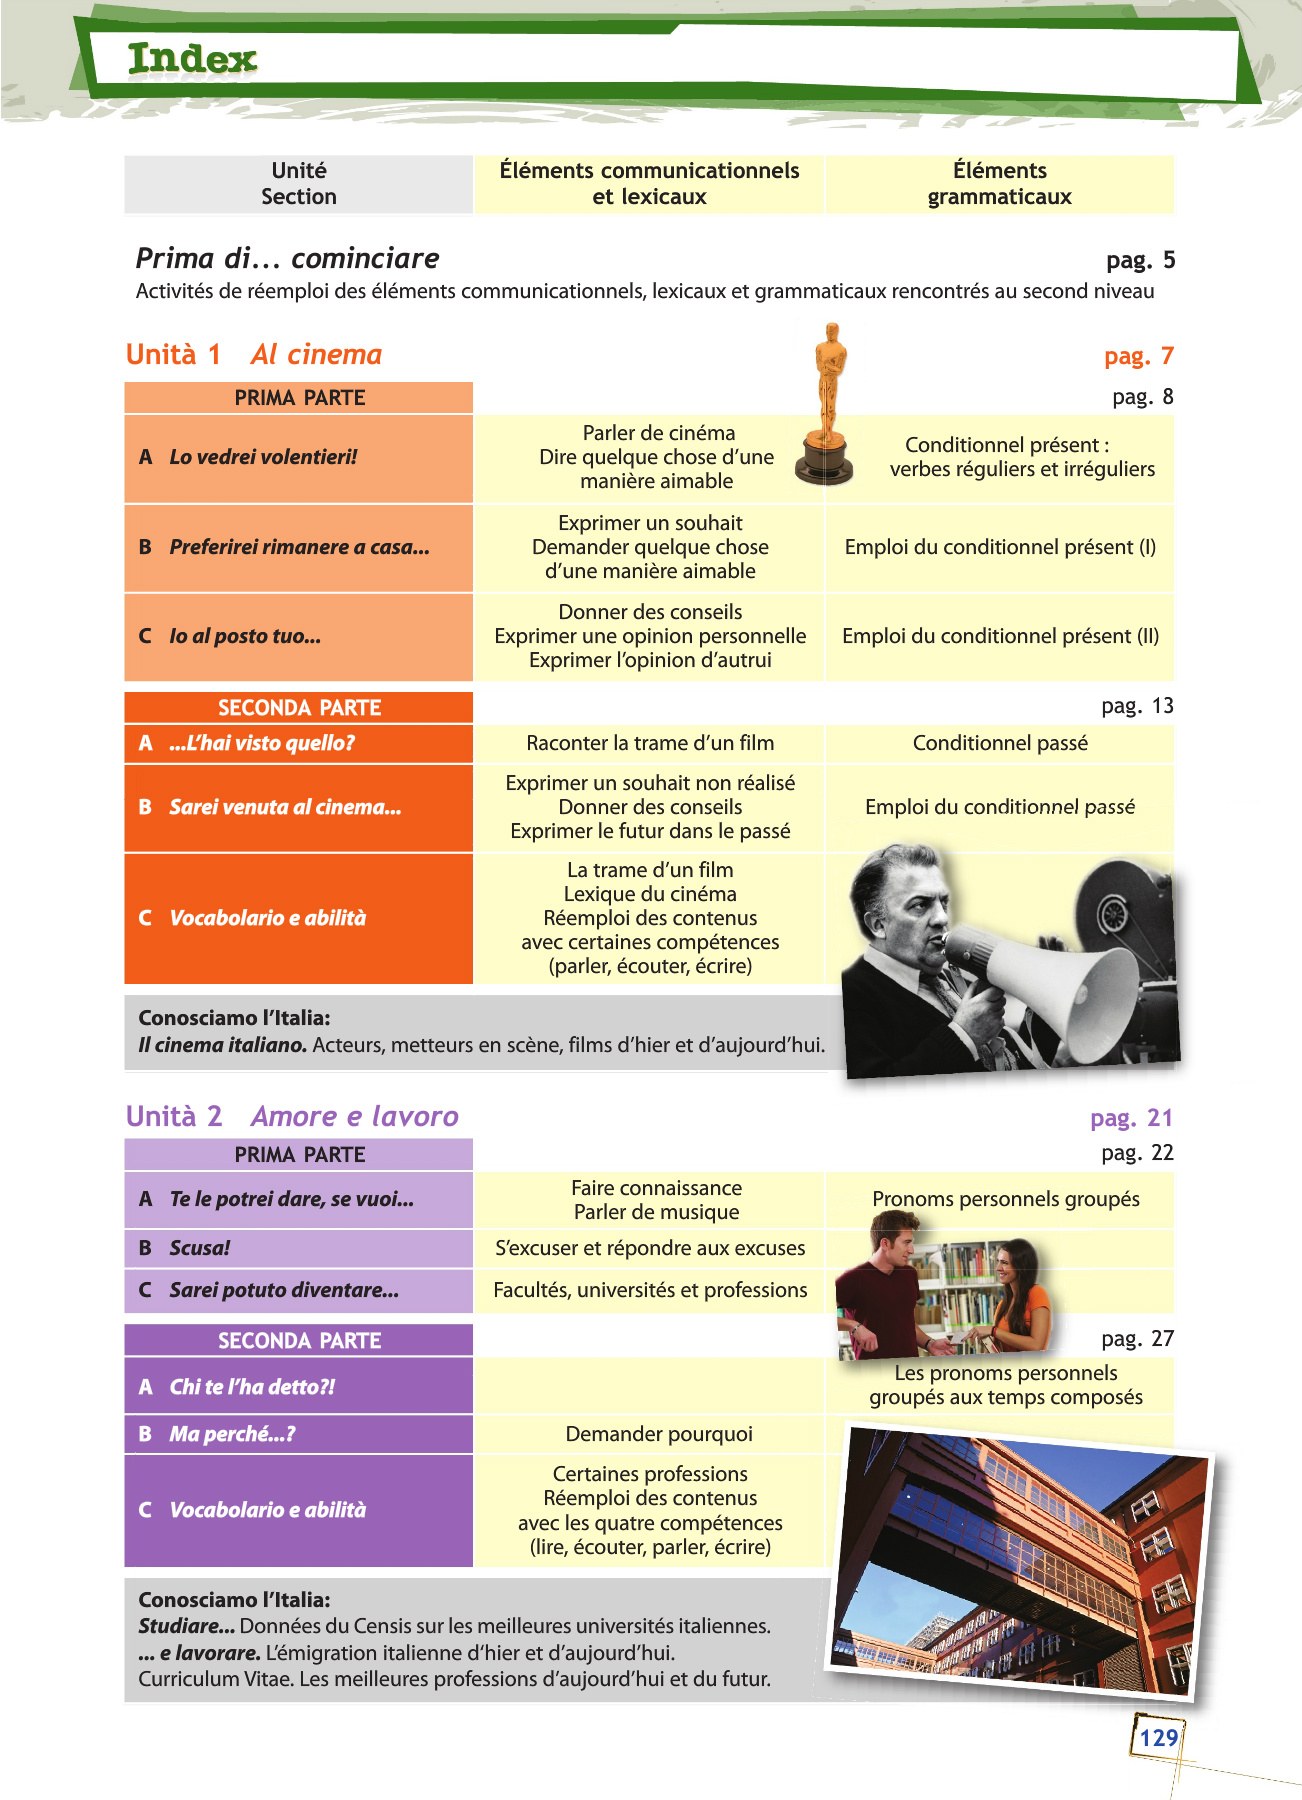 Index
Unité
Section
Éléments communicationnels
et lexicaux
Éléments
grammaticaux
Prima di... cominciare pag. 5
Activités de réemploi des éléments communicationnels, lexicaux et grammaticaux rencontrés au second niveau
Unità 1 Al cinema pag. 7
PRIMA PARTE pag. 8
A Lo vedrei volentieri!
Parler de cinéma
Dire quelque chose d’une
manière aimable
Conditionnel présent :
verbes réguliers et irréguliers
B Preferirei rimanere a casa...
Exprimer un souhait
Demander quelque chose
d’une manière aimable
Emploi du conditionnel présent (I)
C Io al posto tuo...
Donner des conseils
Exprimer une opinion personnelle
Exprimer l’opinion d’autrui
Emploi du conditionnel présent (II)
SECONDA PARTE pag. 13
A ...L’hai visto quello? Raconter la trame d’un film Conditionnel passé
B Sarei venuta al cinema...
Exprimer un souhait non réalisé
Donner des conseils
Exprimer le futur dans le passé
Emploi du conditionnel passé
C Vocabolario e abilità
La trame d’un film
Lexique du cinéma
Réemploi des contenus
avec certaines compétences
(parler, écouter, écrire)
Conosciamo l’Italia:
Il cinema italiano. Acteurs, metteurs en scène, films d’hier et d’aujourd’hui.
Unità 2 Amore e lavoro pag. 21
PRIMA PARTE pag. 22
A Te le potrei dare, se vuoi...
Faire connaissance
Parler de musique
Pronoms personnels groupés
B Scusa! S’excuser et répondre aux excuses
C Sarei potuto diventare... Facultés, universités et professions
SECONDA PARTE pag. 27
A Chi te l’ha detto?!
Les pronoms personnels
groupés aux temps composés
B Ma perché...? Demander pourquoi
C Vocabolario e abilità
Certaines professions
Réemploi des contenus
avec les quatre compétences
(lire, écouter, parler, écrire)
Conosciamo l’Italia:
Studiare... Données du Censis sur les meilleures universités italiennes.
... e lavorare. L’émigration italienne d‘hier et d’aujourd’hui.
Curriculum Vitae. Les meilleures professions d’aujourd’hui et du futur.
129